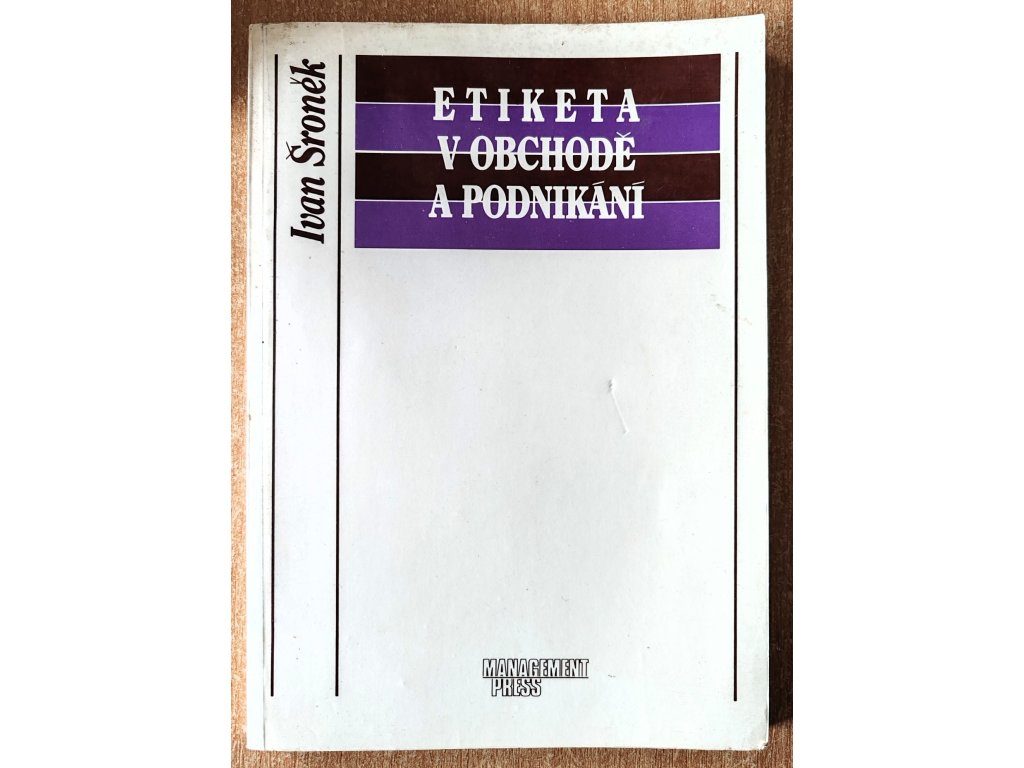 Ivan Šroněk
ETIKETA
V OBCHODĚ
A PODNIKÁNÍ
MANAGEMENT
PRESS